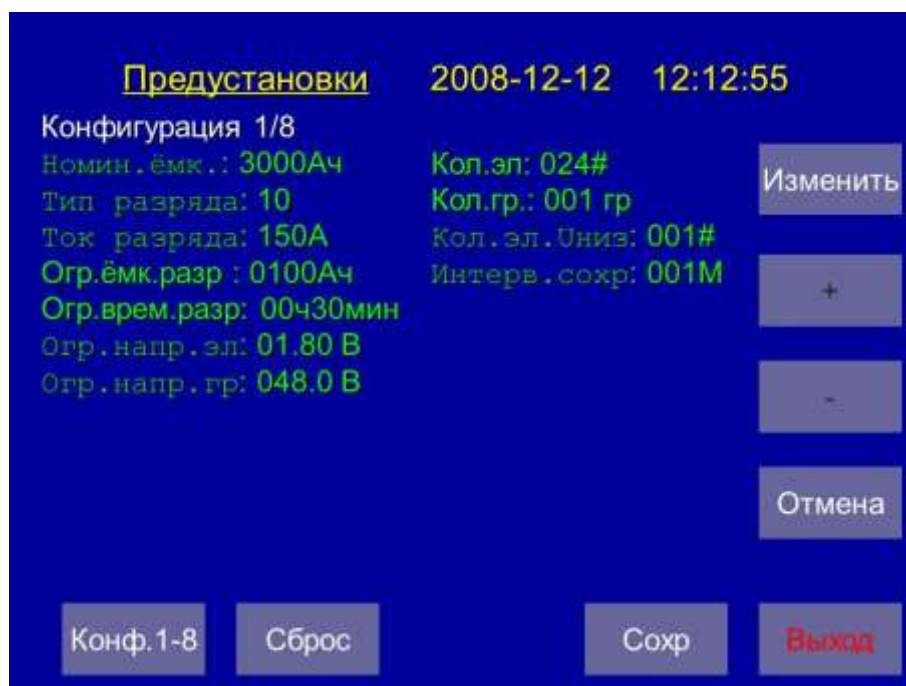 Предустановки 2008-12-12 12:12:55
Конфигурация 1/8
Номин.ёмк.: 3000Ач Кол.эл: 024#
Тип разряда: 10 Кол.гр.: 001 гр
Ток разряда: 150А Кол.эл.Uниз: 001#
Огр.ёмк.разр : 0100Ач Интерв.сохр: 001М
Огр.врем.разр: 00ч30мин
Огр.напр.эл: 01.80 В
Огр.напр.гр: 048.0 В
Изменить
+
-
Отмена
Конф.1-8 Сброс Сохр Выход